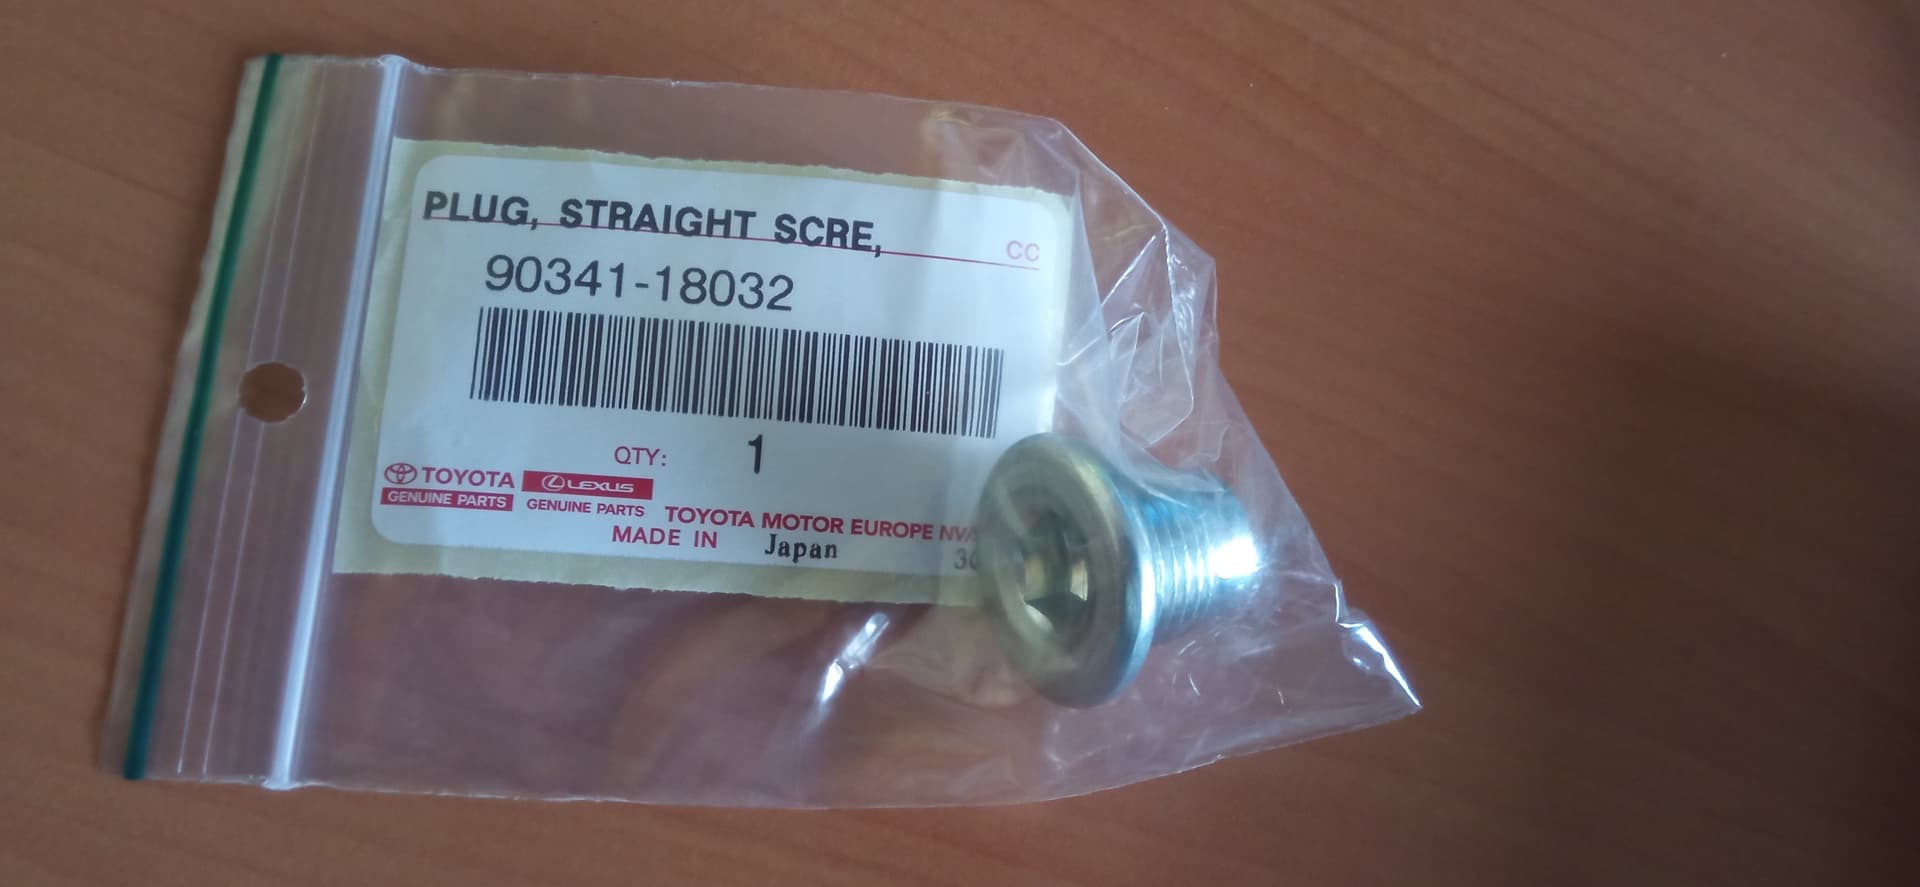 PLUG, STRAIGHT SCRE,
CC
90341-18032
QTY: 1
TOYOTA LEXUS
GENUINE PARTS GENUINE PARTS
TOYOTA MOTOR EUROPE
MADE IN Japan